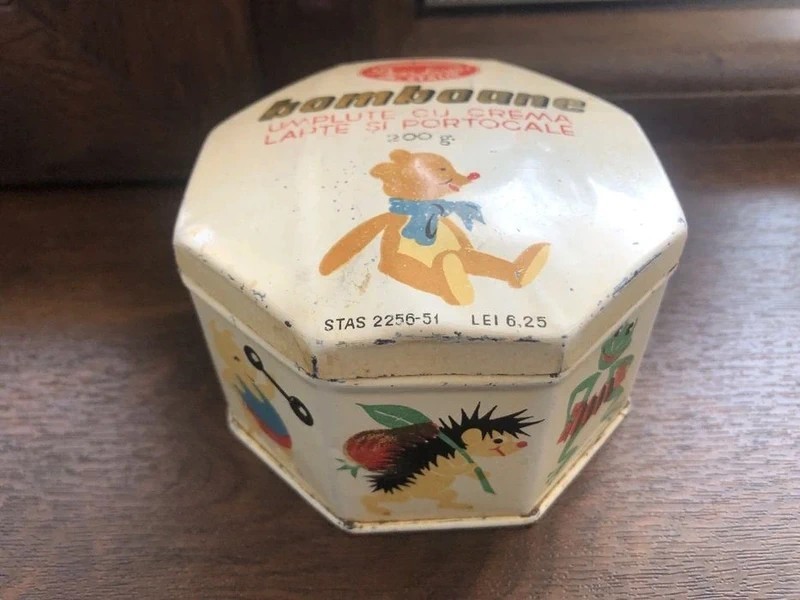 bomboane
UMPLUTE CU CREMA
LAPTE ȘI PORTOCALE
200 g.
STAS 2256-51 LEI 6,25